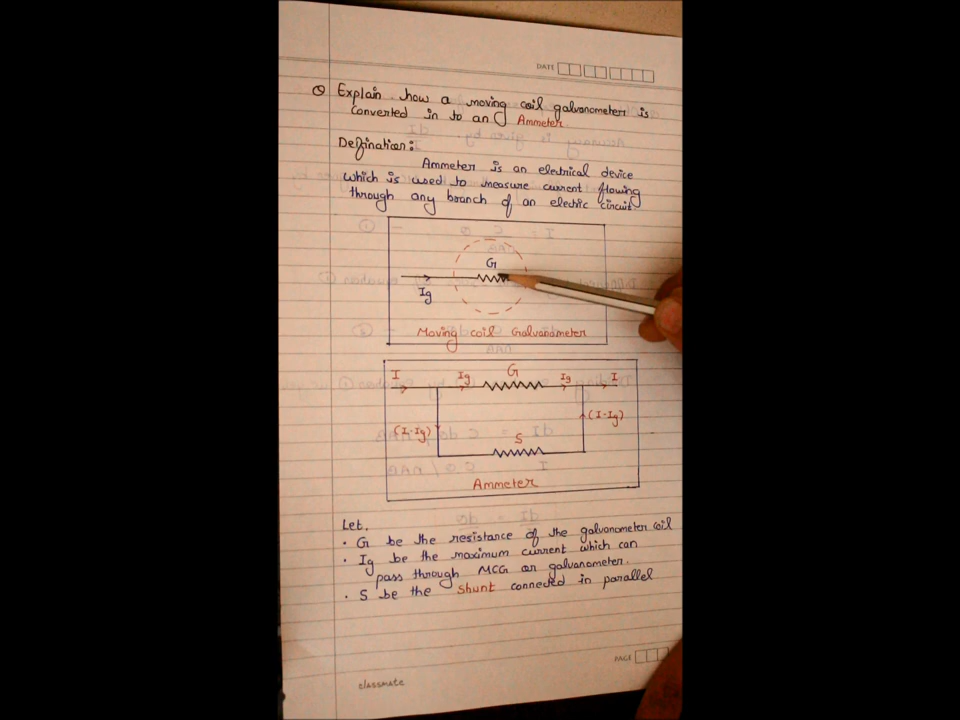 DATE
Q Explain how a moving coil galvanometer is
converted in to an Ammeter.
Defination:
Ammeter is an electrical device
which is used to measure current flowing
through any branch of an electric circuit
G
Ig
Moving coil Galvanometer
I Ig G Ig I
(I-Ig) (I-Ig)
S
Ammeter
Let,
• G be the resistance of the galvanometer coil
• Ig be the maximum current which can
pass through MCG or galvanometer.
• S be the Shunt connected in parallel
PAGE
classmate